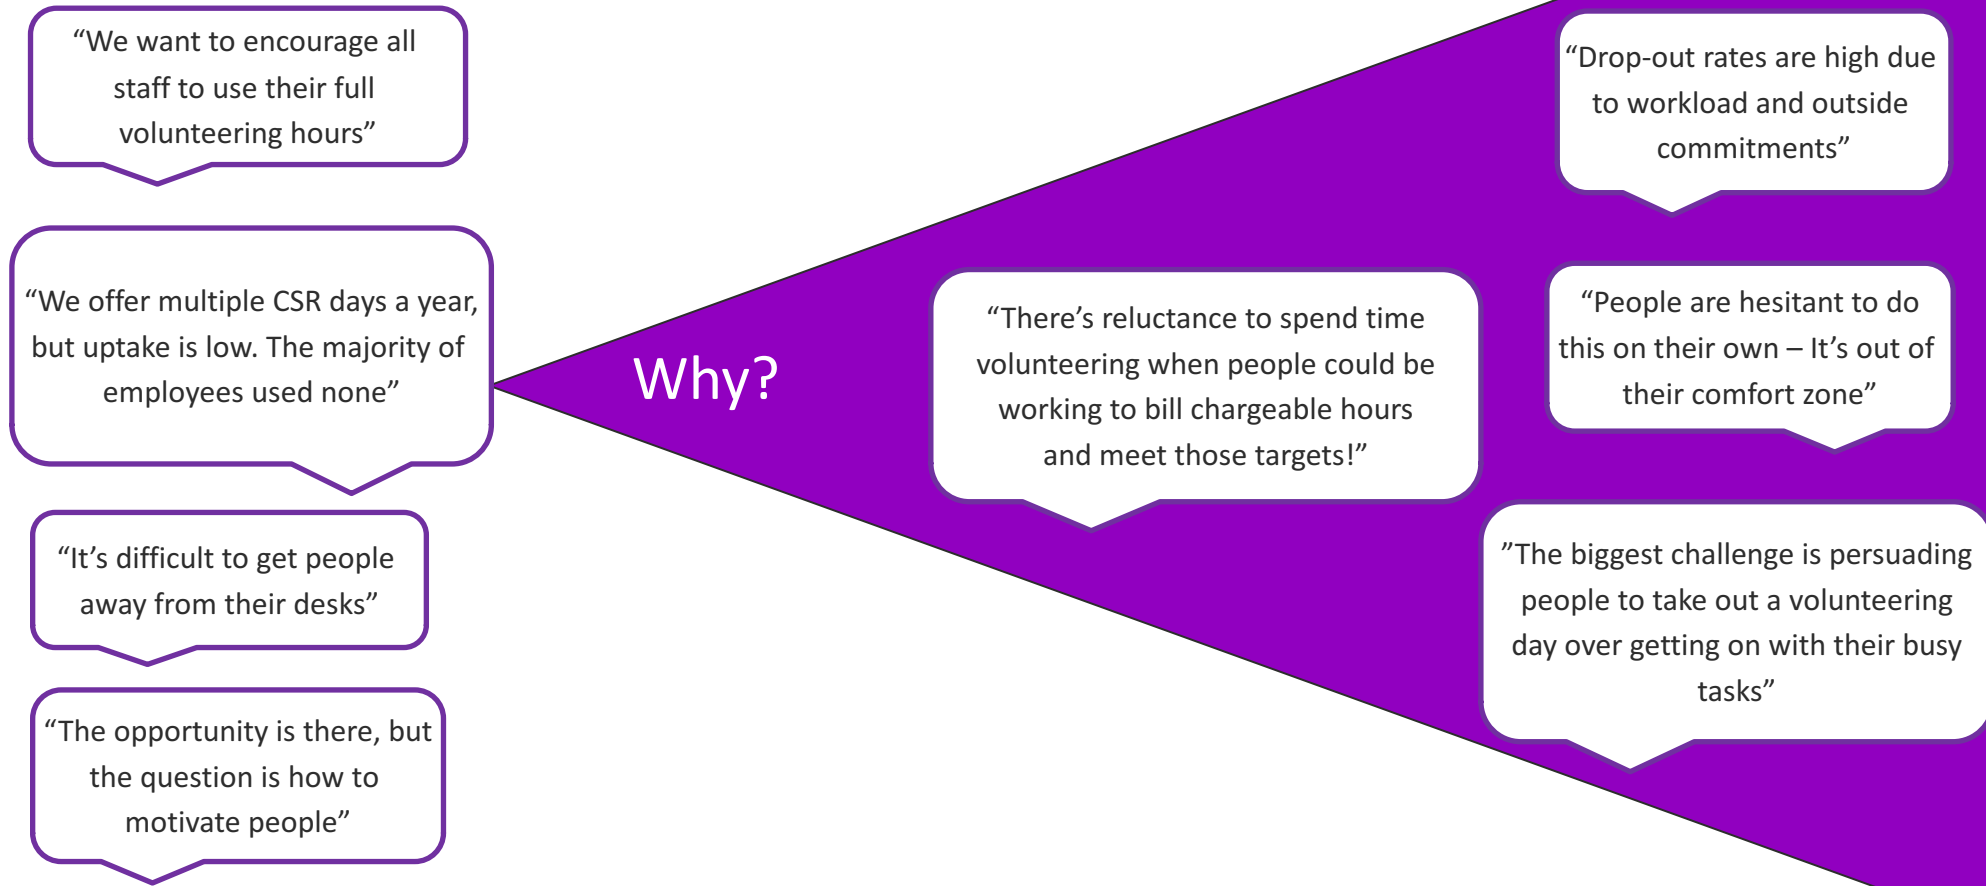 “We want to encourage all
staff to use their full
volunteering hours”
“We offer multiple CSR days a year,
but uptake is low. The majority of
employees used none”
“It’s difficult to get people
away from their desks”
“The opportunity is there, but
the question is how to
motivate people”
Why?
“There’s reluctance to spend time
volunteering when people could be
working to bill chargeable hours
and meet those targets!”
“Drop-out rates are high due
to workload and outside
commitments”
“People are hesitant to do
this on their own – It’s out of
their comfort zone”
”The biggest challenge is persuading
people to take out a volunteering
day over getting on with their busy
tasks”